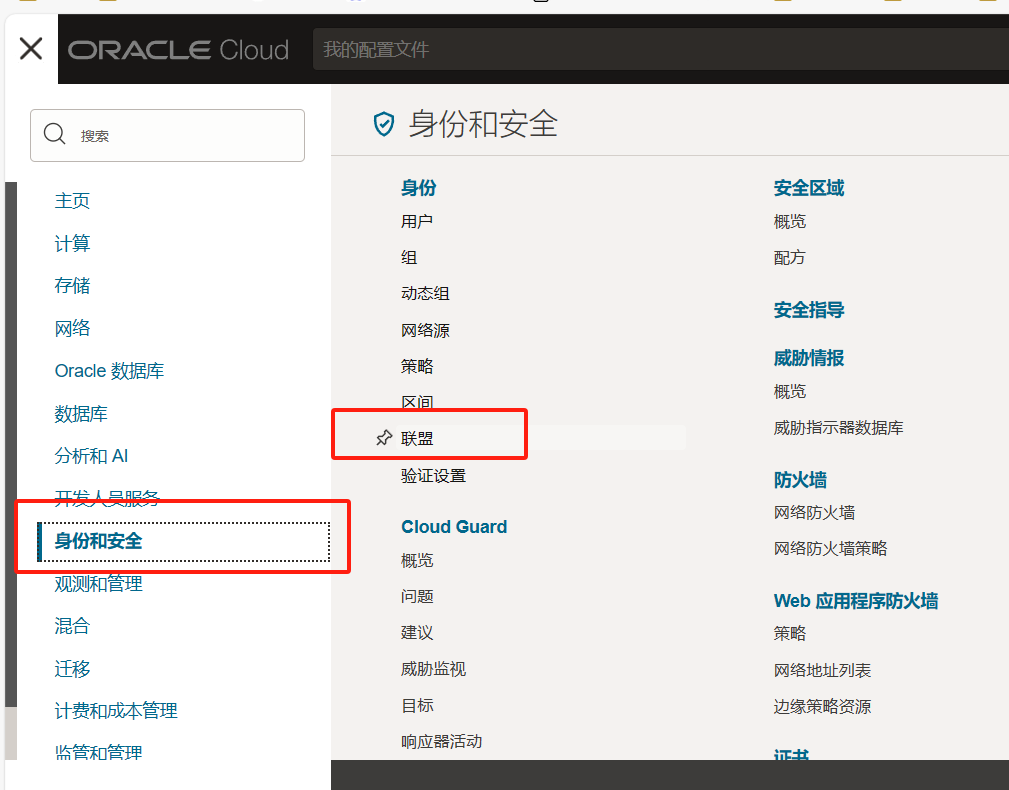 ORACLE Cloud
我的配置文件
搜索
主页
计算
存储
网络
Oracle 数据库
数据库
分析和 AI
开发人员服务
身份和安全
观测和管理
混合
迁移
计费和成本管理
监管和管理
身份和安全
身份
用户
组
动态组
网络源
策略
区间
联盟
验证设置
Cloud Guard
概览
问题
建议
威胁监视
目标
响应器活动
安全区域
概览
配方
安全指导
威胁情报
概览
威胁指示器数据库
防火墙
网络防火墙
网络防火墙策略
Web 应用程序防火墙
策略
网络地址列表
边缘策略资源
证书